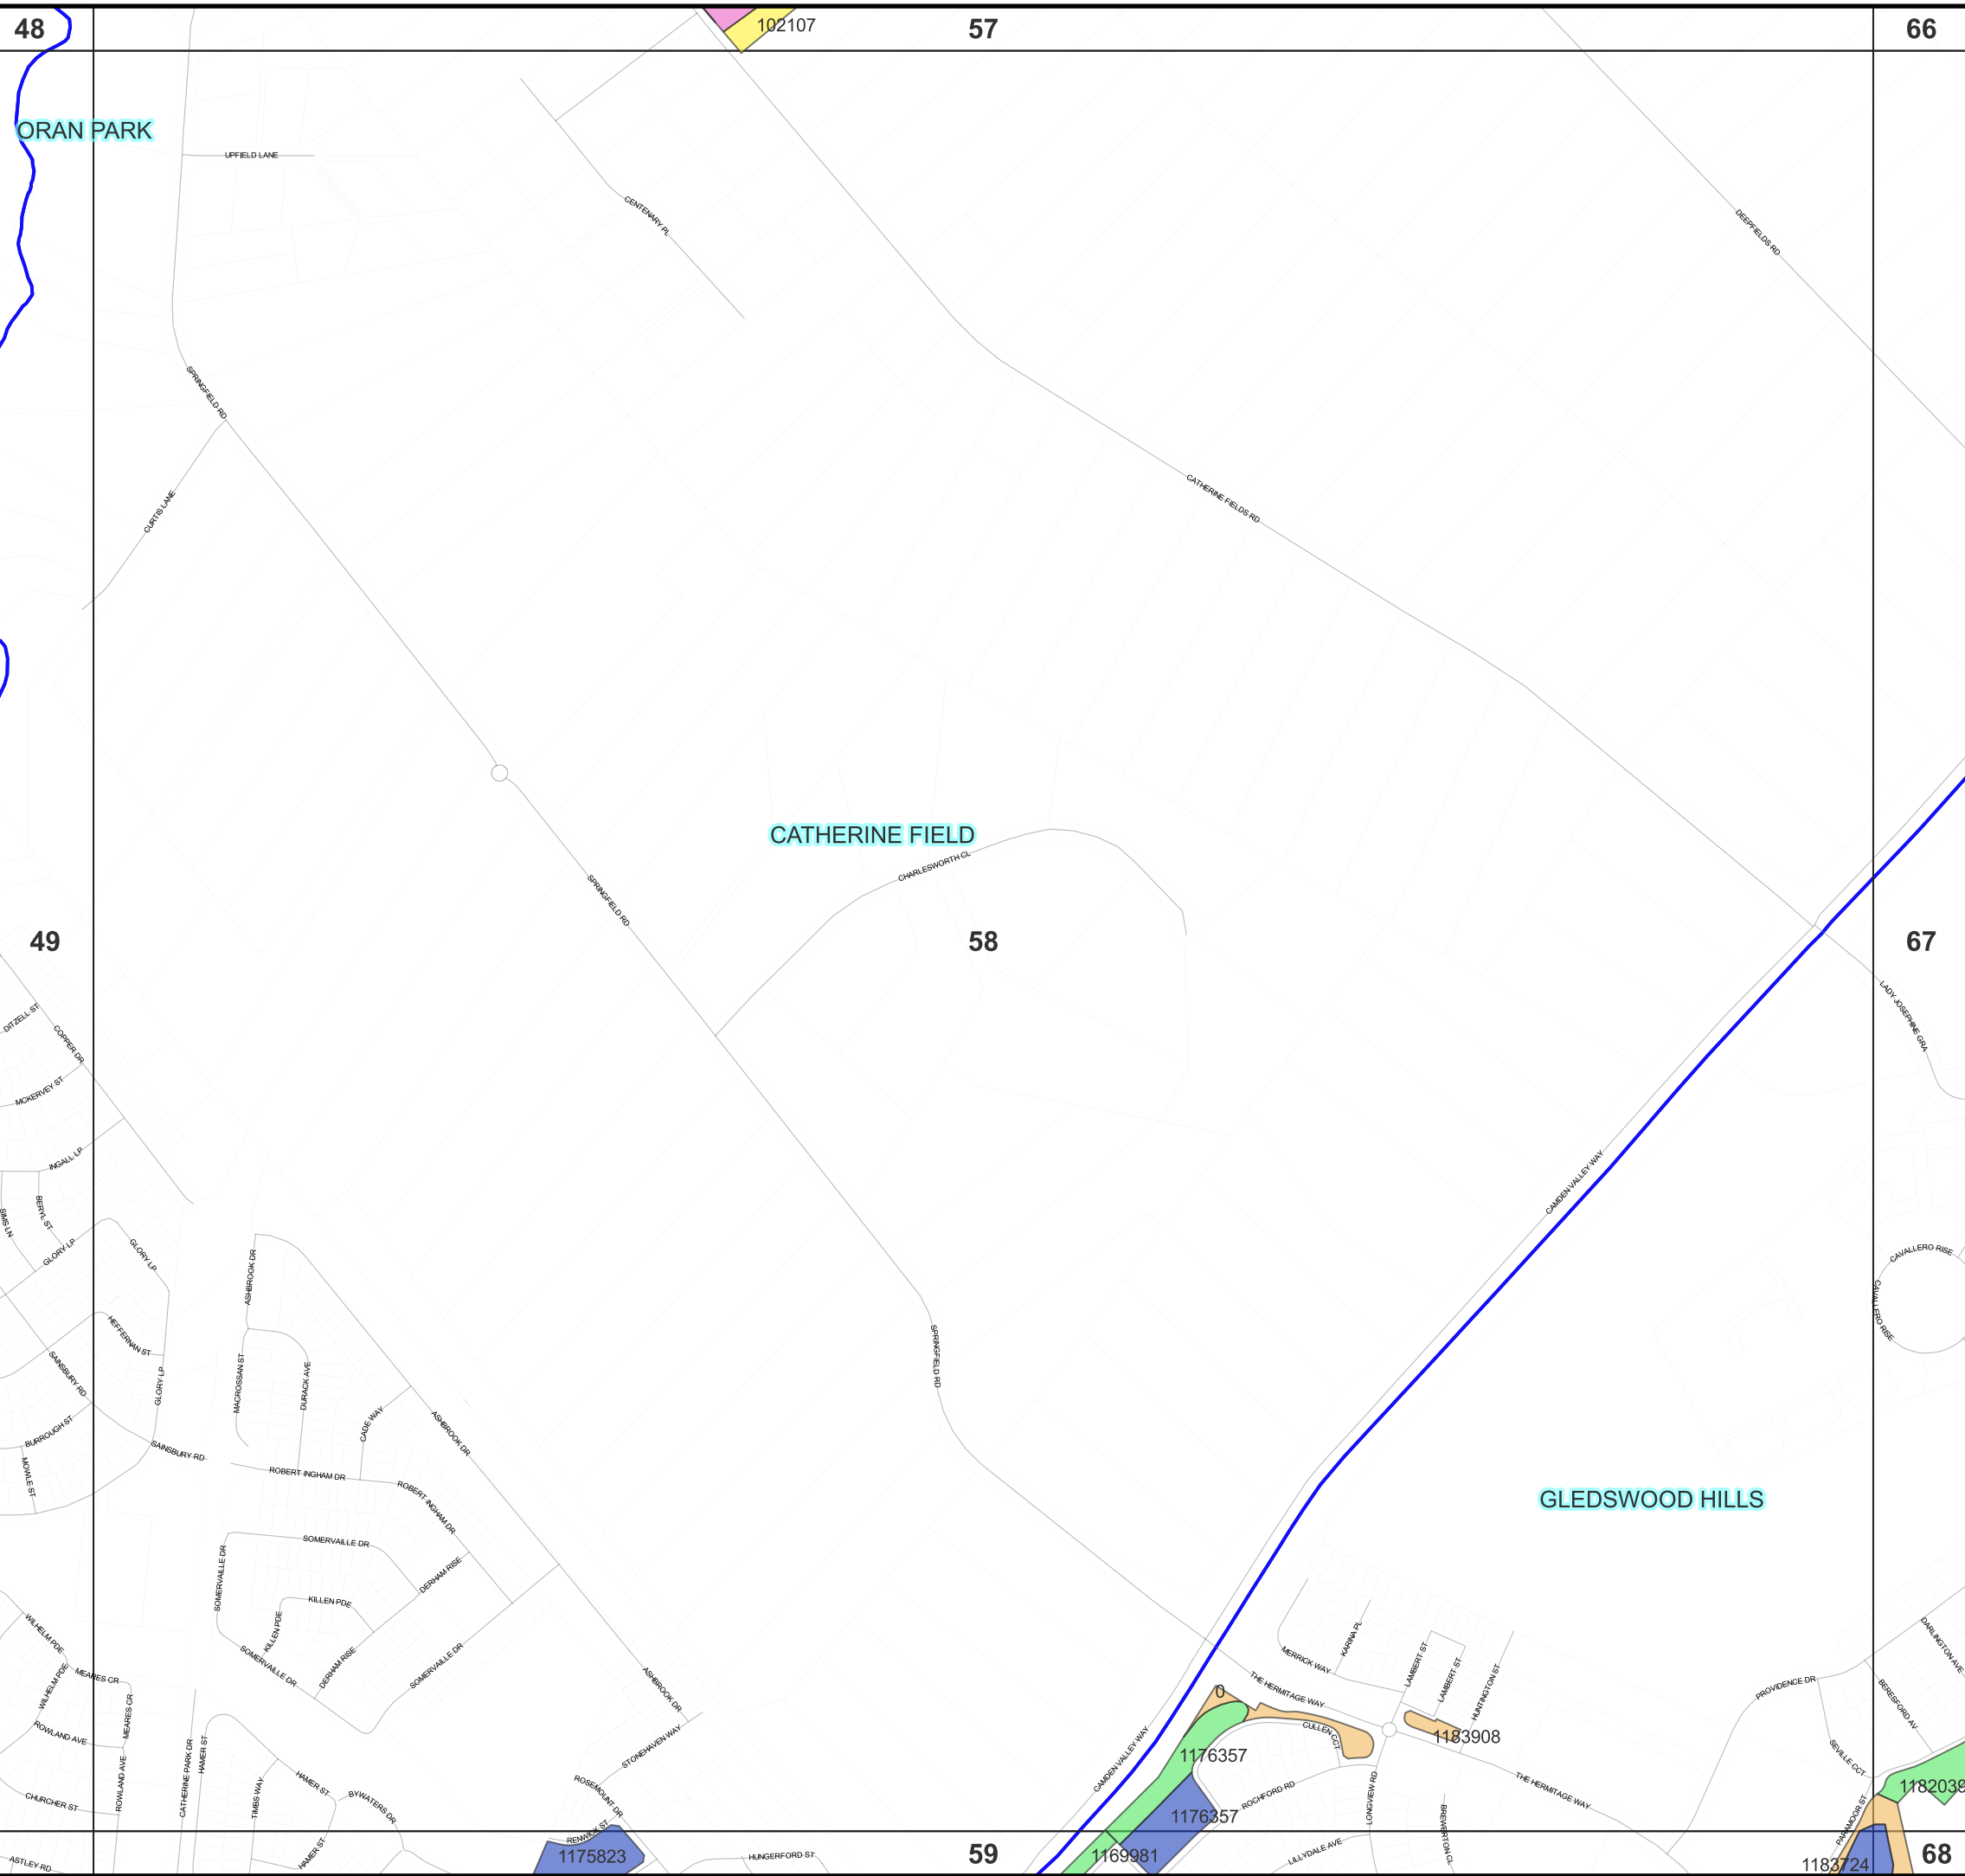 48
57
66
102107
ORAN PARK
UPFIELD LANE
CENTENARY PL
DEEPFIELDS RD
SPRINGFIELD RD
CURTIS LANE
CATHERINE FIELDS RD
CATHERINE FIELD
CHARLESWORTH CL
SPRINGFIELD RD
49
58
67
LADY JOSEPHINE GRA
DITZELL ST
COPPER DR
MCKERVEY ST
INGALL LP
BERYL ST
SIMS LN
GLORY LP
GLORY LP
CAMDEN VALLEY WAY
CAVALLERO RISE
CAVALLERO RISE
ASHBROOK DR
HEFFERNAN ST
SAINSBURY RD
GLORY LP
MACROSSAN ST
DURACK AVE
CADE WAY
ASHBROOK DR
SPRINGFIELD RD
BURROUGH ST
SAINSBURY RD
MOWLE ST
ROBERT INGHAM DR
ROBERT INGHAM DR
GLEDSWOOD HILLS
SOMERVAILLE DR
SOMERVAILLE DR
DERHAM RISE
KILLEN PDE
KILLEN PDE
SOMERVAILLE DR
DERHAM RISE
SOMERVAILLE DR
WILHELM PDE
WILHELM PDE
MEARES CR
MEARES CR
ROWLAND AVE
ROWLAND AVE
CHURCHER ST
CATHERINE PARK DR
HAMER ST
TIMBS WAY
HAMER ST
BYWATERS DR
HAMER ST
ASTLEY RD
ASHBROOK DR
STONEHAVEN WAY
ROSEMOUNT DR
RENWICK ST
1175823
HUNGERFORD ST
59
KARINA PL
MERRICK WAY
LAMBERT ST
LAMBERT ST
HUNTINGTON ST
THE HERMITAGE WAY
0
CULLEN CCT
1183908
1176357
CAMDEN VALLEY WAY
THE HERMITAGE WAY
ROCHFORD RD
LONGVIEW RD
BREWERTON CL
1176357
1169981
LILLYDALE AVE
DARLINGTON AVE
PROVIDENCE DR
BERESFORD AV
SEVILLE CCT
1182039
PARAMOOR ST
1183724
68